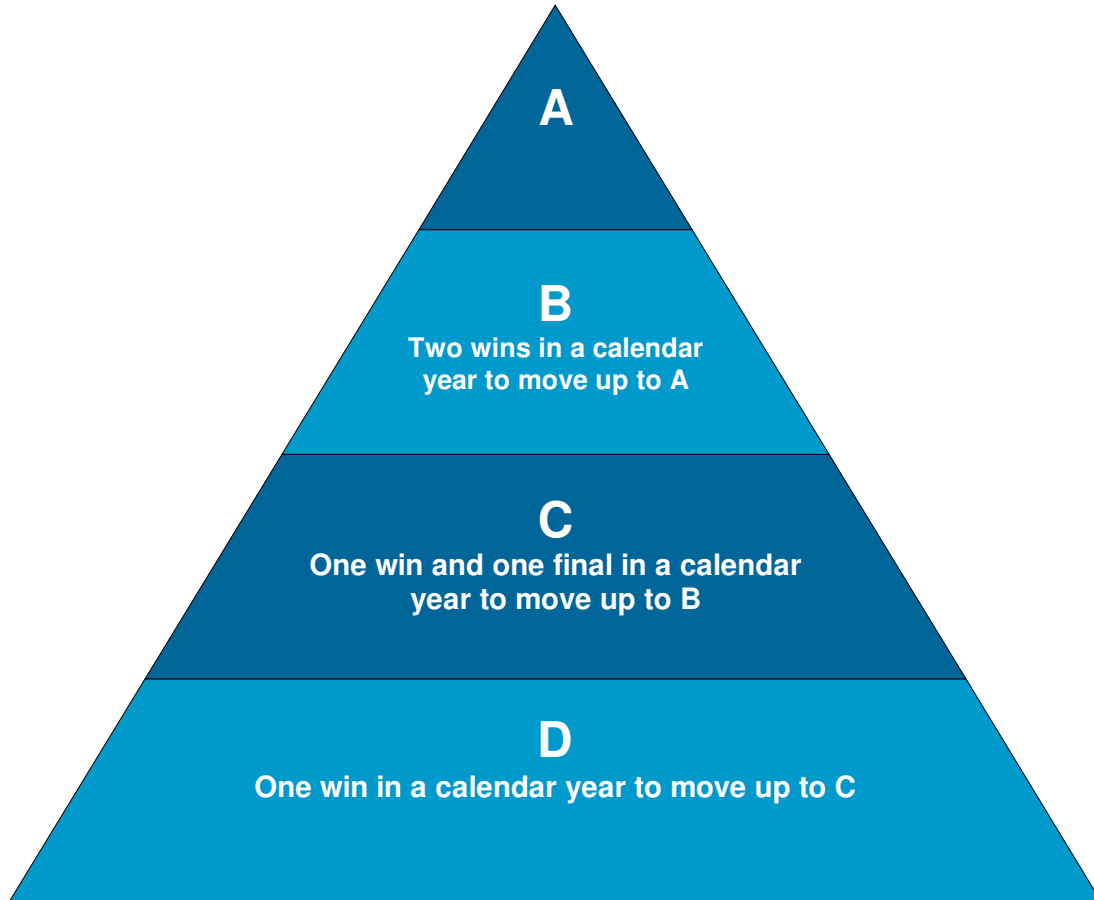 A
B
Two wins in a calendar
year to move up to A
C
One win and one final in a calendar
year to move up to B
D
One win in a calendar year to move up to C